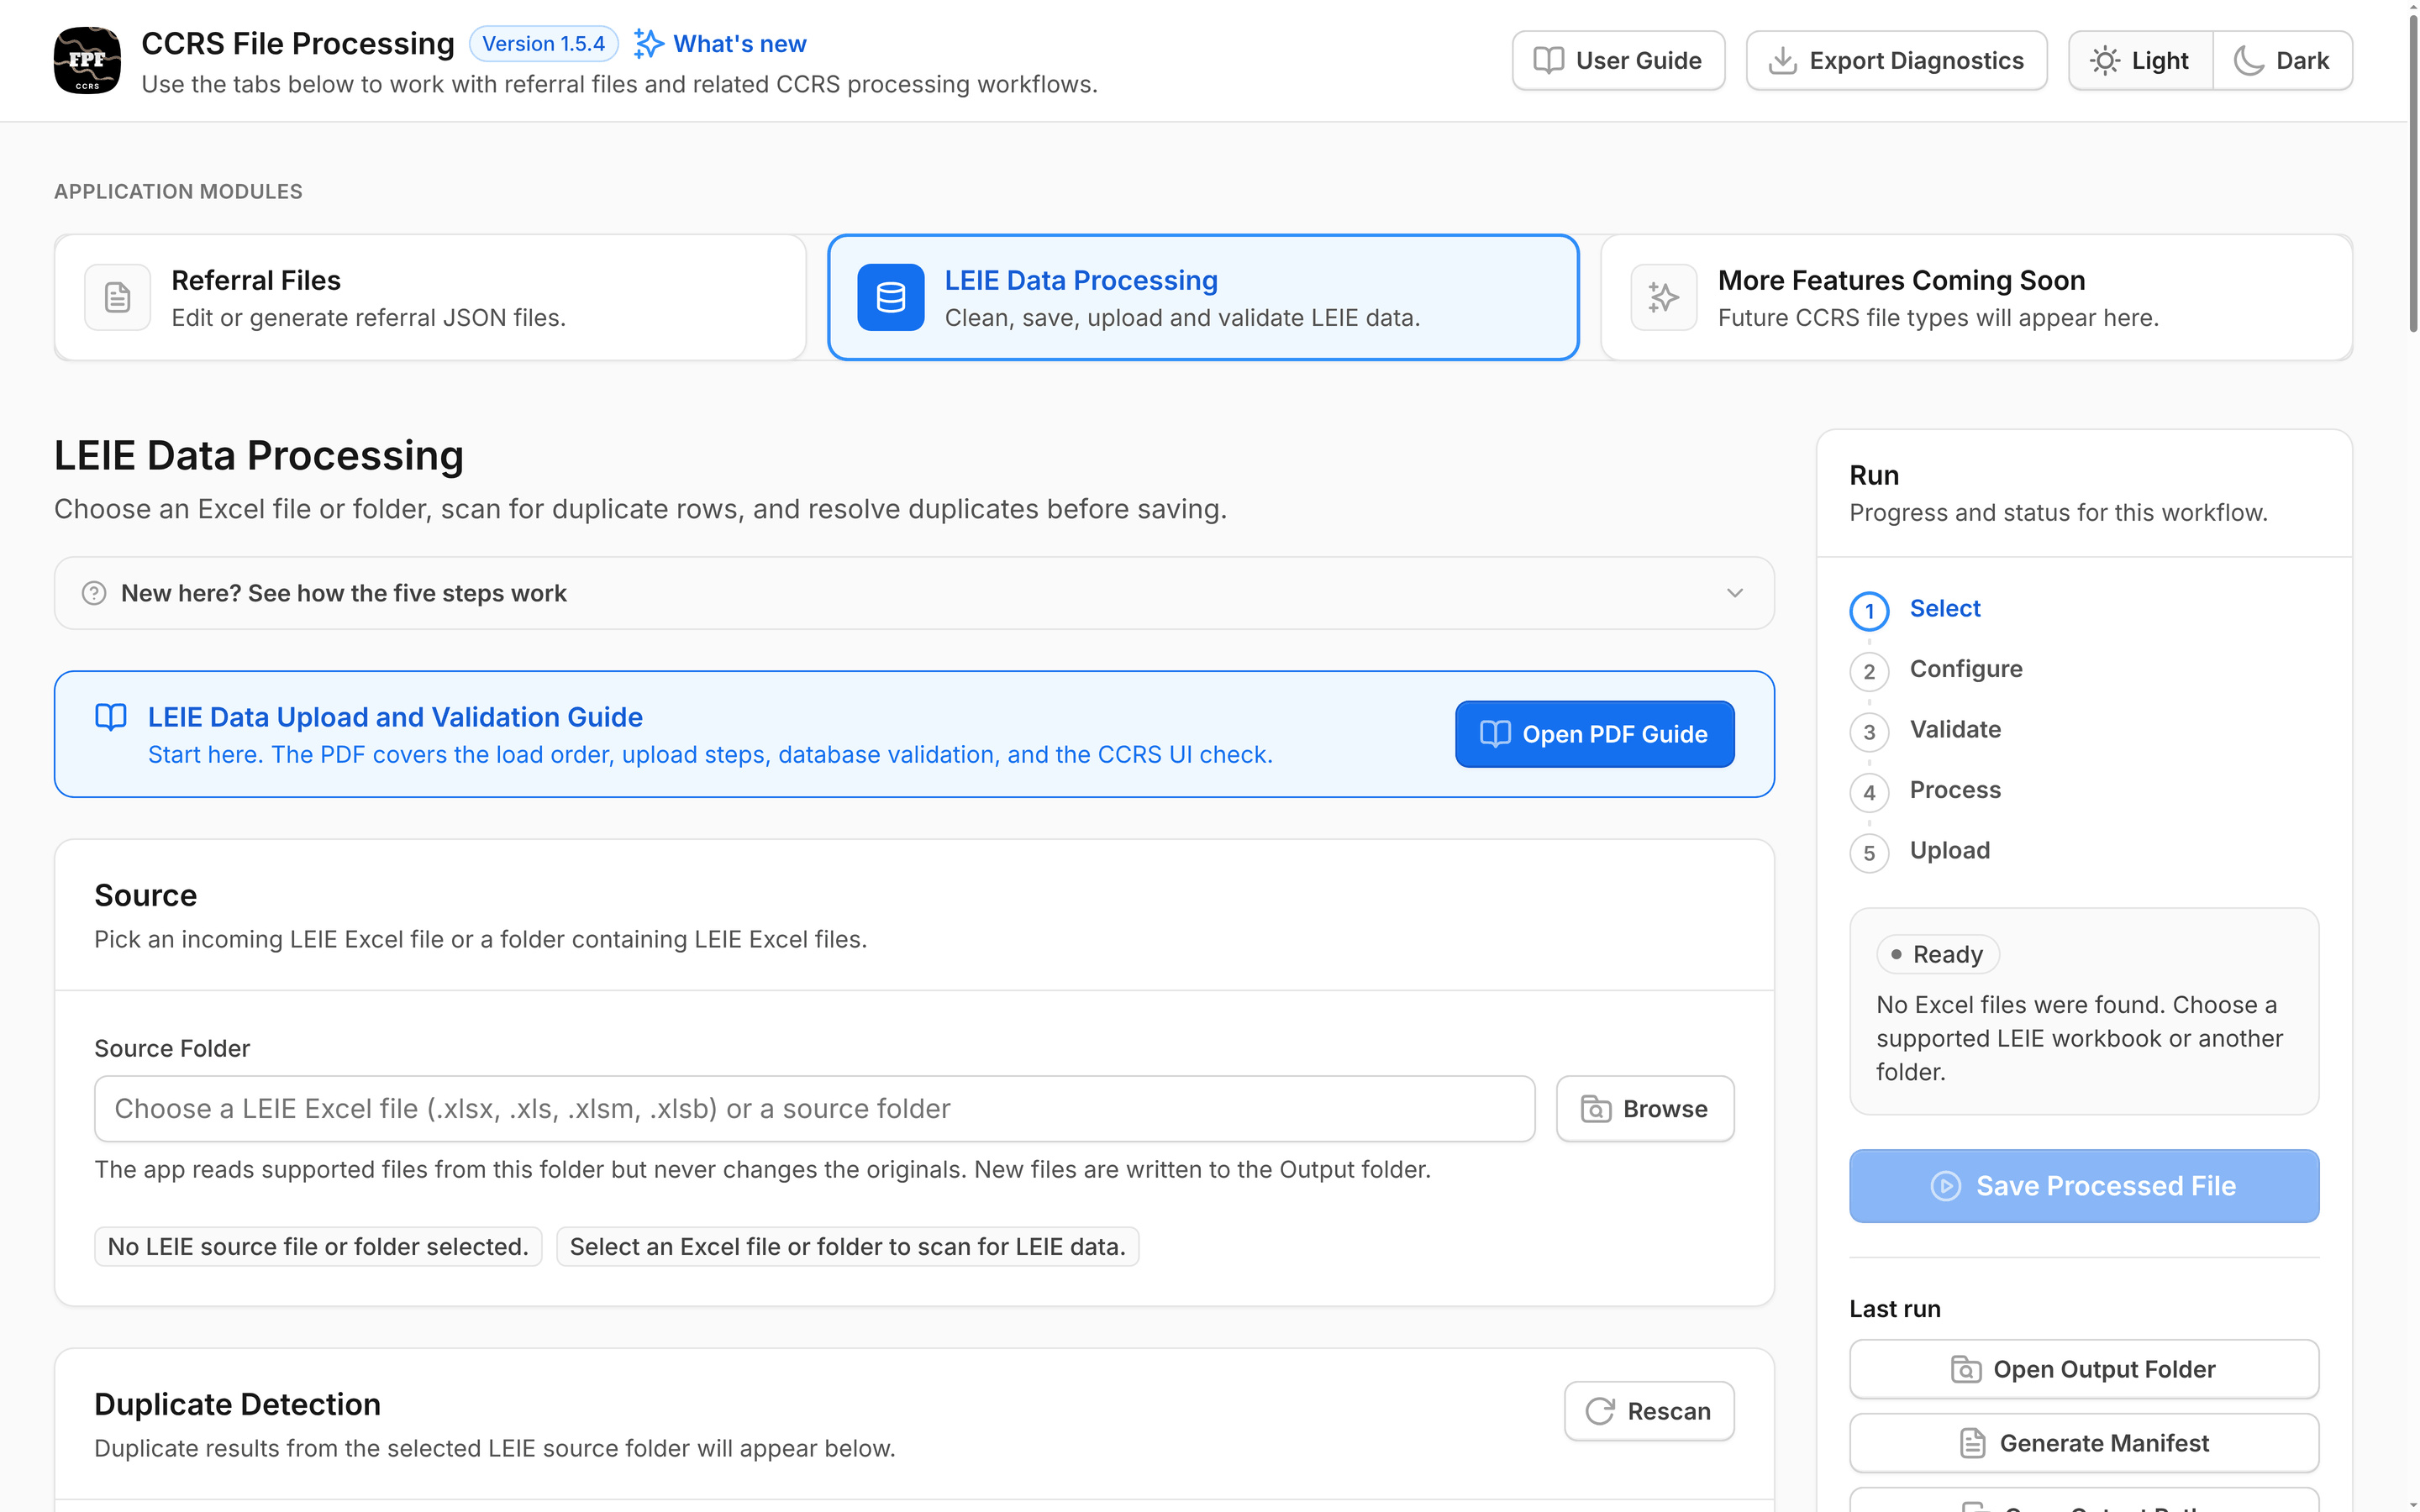 FPF
CCRS
CCRS File Processing
Version 1.5.4
What's new
Use the tabs below to work with referral files and related CCRS processing workflows.
User Guide
Export Diagnostics
Light
Dark
APPLICATION MODULES
Referral Files
Edit or generate referral JSON files.
LEIE Data Processing
Clean, save, upload and validate LEIE data.
More Features Coming Soon
Future CCRS file types will appear here.
LEIE Data Processing
Choose an Excel file or folder, scan for duplicate rows, and resolve duplicates before saving.
New here? See how the five steps work
LEIE Data Upload and Validation Guide
Start here. The PDF covers the load order, upload steps, database validation, and the CCRS UI check.
Open PDF Guide
Source
Pick an incoming LEIE Excel file or a folder containing LEIE Excel files.
Source Folder
Choose a LEIE Excel file (.xlsx, .xls, .xlsm, .xlsb) or a source folder
Browse
The app reads supported files from this folder but never changes the originals. New files are written to the Output folder.
No LEIE source file or folder selected.
Select an Excel file or folder to scan for LEIE data.
Duplicate Detection
Duplicate results from the selected LEIE source folder will appear below.
Rescan
Run
Progress and status for this workflow.
1 Select
2 Configure
3 Validate
4 Process
5 Upload
Ready
No Excel files were found. Choose a
supported LEIE workbook or another
folder.
Save Processed File
Last run
Open Output Folder
Generate Manifest